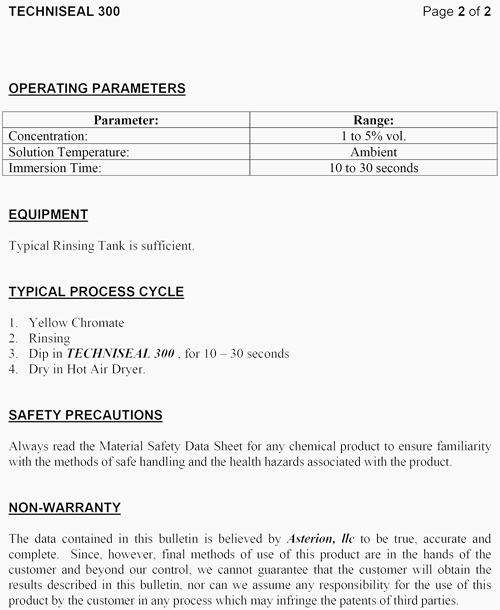 TECHNISEAL 300 Page 2 of 2
OPERATING PARAMETERS
Parameter: Range:
Concentration: 1 to 5% vol.
Solution Temperature: Ambient
Immersion Time: 10 to 30 seconds
EQUIPMENT
Typical Rinsing Tank is sufficient.
TYPICAL PROCESS CYCLE
1. Yellow Chromate
2. Rinsing
3. Dip in TECHNISEAL 300 , for 10 – 30 seconds
4. Dry in Hot Air Dryer.
SAFETY PRECAUTIONS
Always read the Material Safety Data Sheet for any chemical product to ensure familiarity
with the methods of safe handling and the health hazards associated with the product.
NON-WARRANTY
The data contained in this bulletin is believed by Asterion, llc to be true, accurate and
complete. Since, however, final methods of use of this product are in the hands of the
customer and beyond our control, we cannot guarantee that the customer will obtain the
results described in this bulletin, nor can we assume any responsibility for the use of this
product by the customer in any process which may infringe the patents of third parties.